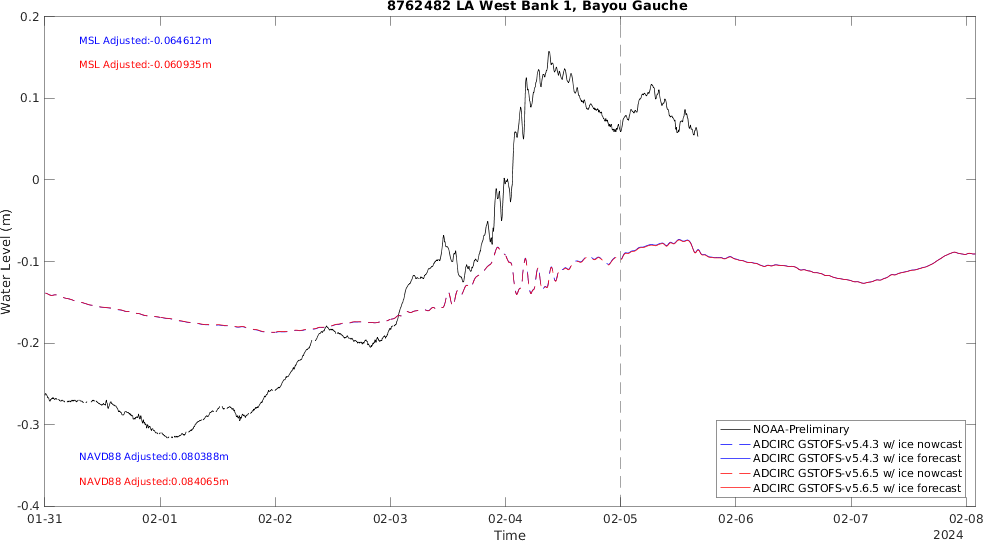 8762482 LA West Bank 1, Bayou Gauche
MSL Adjusted:-0.064612m
MSL Adjusted:-0.060935m
0.2
0.1
0
-0.1
-0.2
-0.3
-0.4
Water Level (m)
NAVD88 Adjusted:0.080388m
NAVD88 Adjusted:0.084065m
NOAA-Preliminary
ADCIRC GSTOFS-v5.4.3 w/ ice nowcast
ADCIRC GSTOFS-v5.4.3 w/ ice forecast
ADCIRC GSTOFS-v5.6.5 w/ ice nowcast
ADCIRC GSTOFS-v5.6.5 w/ ice forecast
01-31 02-01 02-02 02-03 02-04 02-05 02-06 02-07 02-08
Time
2024